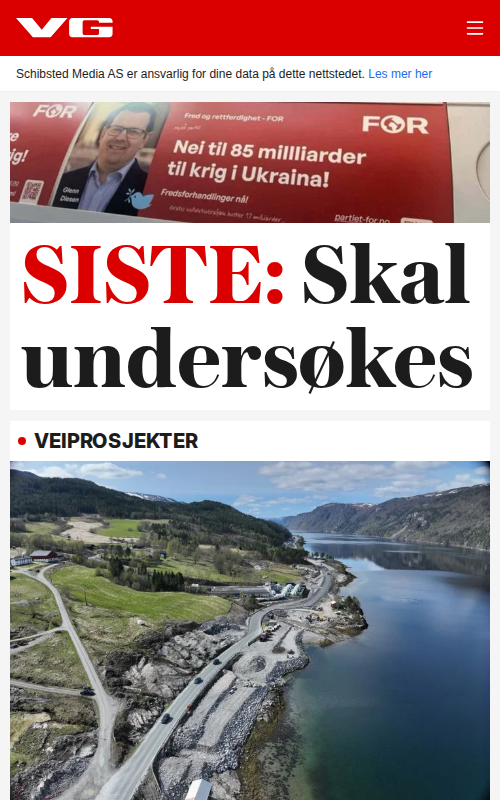 VG
Schibsted Media AS er ansvarlig for dine data på dette nettstedet. Les mer her
FOR
Fred og rettferdighet - FOR
FOR
ig!
Nei til 85 millliarder
til krig i Ukraina!
Glenn
Diesen
Fredsforhandlinger nå!
partiet-for.no
SISTE: Skal
undersøkes
VEIPROSJEKTER